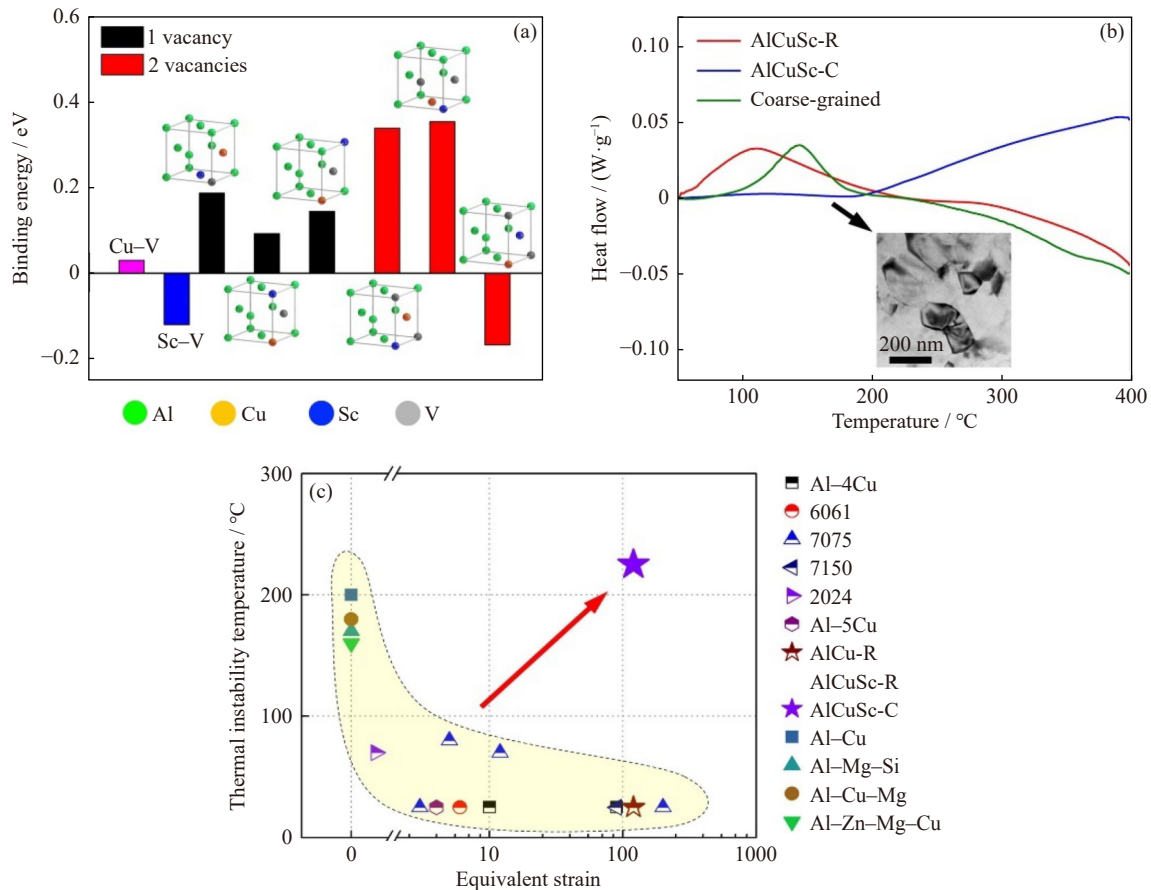 (a)
1 vacancy
2 vacancies
Binding energy / eV
0.6
0.4
0.2
0
−0.2
Cu–V
Sc–V
Al
Cu
Sc
V
(b)
AlCuSc-R
AlCuSc-C
Coarse-grained
Heat flow / (W·g⁻¹)
0.10
0.05
0
−0.05
−0.10
200 nm
100
200
300
400
Temperature / °C
(c)
Thermal instability temperature / °C
300
200
100
0
0
10
100
1000
Equivalent strain
Al–4Cu
6061
7075
7150
2024
Al–5Cu
AlCu-R
AlCuSc-R
AlCuSc-C
Al–Cu
Al–Mg–Si
Al–Cu–Mg
Al–Zn–Mg–Cu